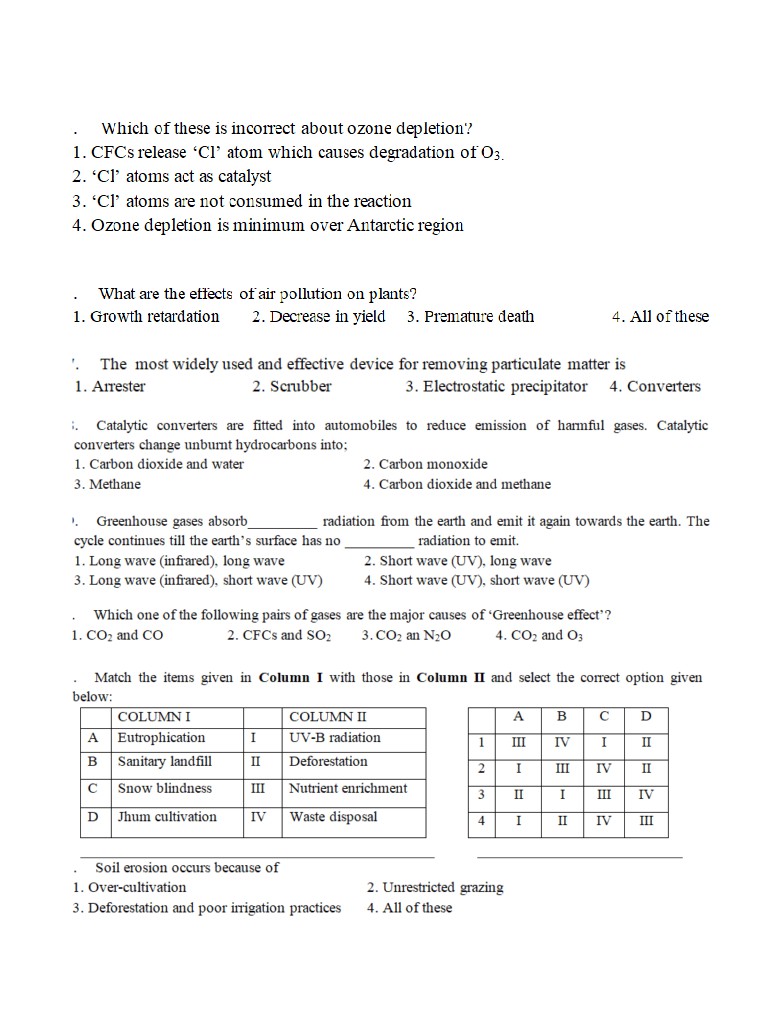 . Which of these is incorrect about ozone depletion?
1. CFCs release ‘Cl’ atom which causes degradation of O3.
2. ‘Cl’ atoms act as catalyst
3. ‘Cl’ atoms are not consumed in the reaction
4. Ozone depletion is minimum over Antarctic region
. What are the effects of air pollution on plants?
1. Growth retardation 2. Decrease in yield 3. Premature death 4. All of these
. The most widely used and effective device for removing particulate matter is
1. Arrester 2. Scrubber 3. Electrostatic precipitator 4. Converters
. Catalytic converters are fitted into automobiles to reduce emission of harmful gases. Catalytic
converters change unburnt hydrocarbons into;
1. Carbon dioxide and water 2. Carbon monoxide
3. Methane 4. Carbon dioxide and methane
. Greenhouse gases absorb__________ radiation from the earth and emit it again towards the earth. The
cycle continues till the earth’s surface has no __________ radiation to emit.
1. Long wave (infrared), long wave 2. Short wave (UV), long wave
3. Long wave (infrared), short wave (UV) 4. Short wave (UV), short wave (UV)
. Which one of the following pairs of gases are the major causes of ‘Greenhouse effect’?
1. CO2 and CO 2. CFCs and SO2 3. CO2 an N2O 4. CO2 and O3
. Match the items given in Column I with those in Column II and select the correct option given
below:
COLUMN I COLUMN II
A Eutrophication I UV-B radiation
B Sanitary landfill II Deforestation
C Snow blindness III Nutrient enrichment
D Jhum cultivation IV Waste disposal
A B C D
1 III IV I II
2 I III IV II
3 II I III IV
4 I II IV III
. Soil erosion occurs because of
1. Over-cultivation 2. Unrestricted grazing
3. Deforestation and poor irrigation practices 4. All of these